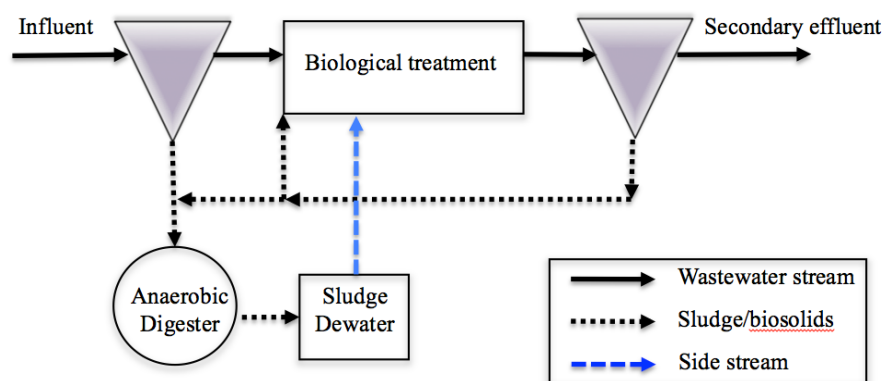 Influent
Secondary effluent
Biological treatment
Anaerobic
Digester
Sludge
Dewater
Wastewater stream
Sludge/biosolids
Side stream